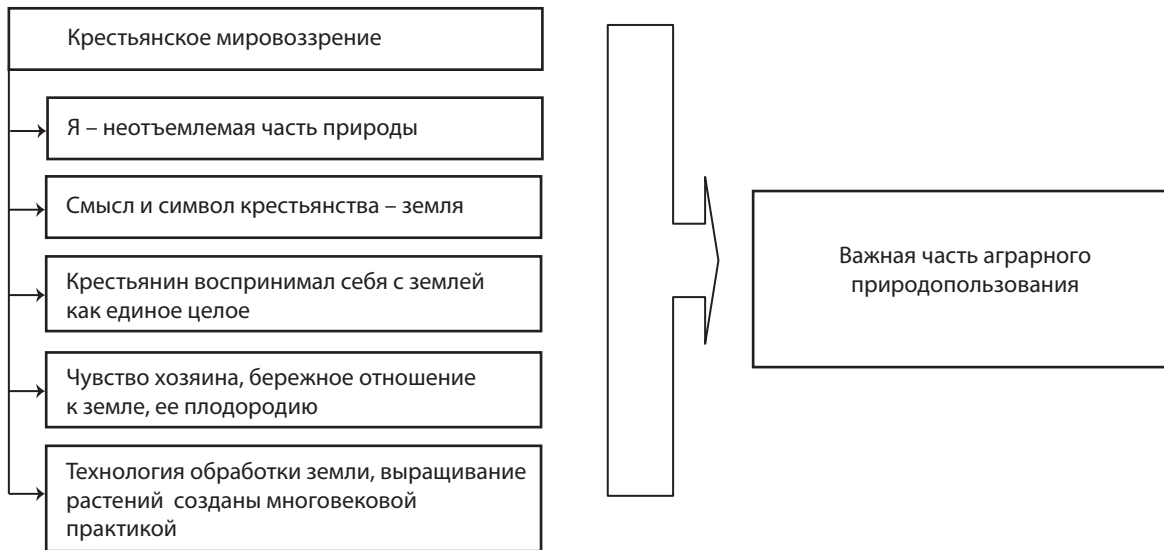 Крестьянское мировоззрение
Я – неотъемлемая часть природы
Смысл и символ крестьянства – земля
Крестьянин воспринимал себя с землей
как единое целое
Чувство хозяина, бережное отношение
к земле, ее плодородию
Технология обработки земли, выращивание
растений созданы многовековой
практикой
Важная часть аграрного
природопользования